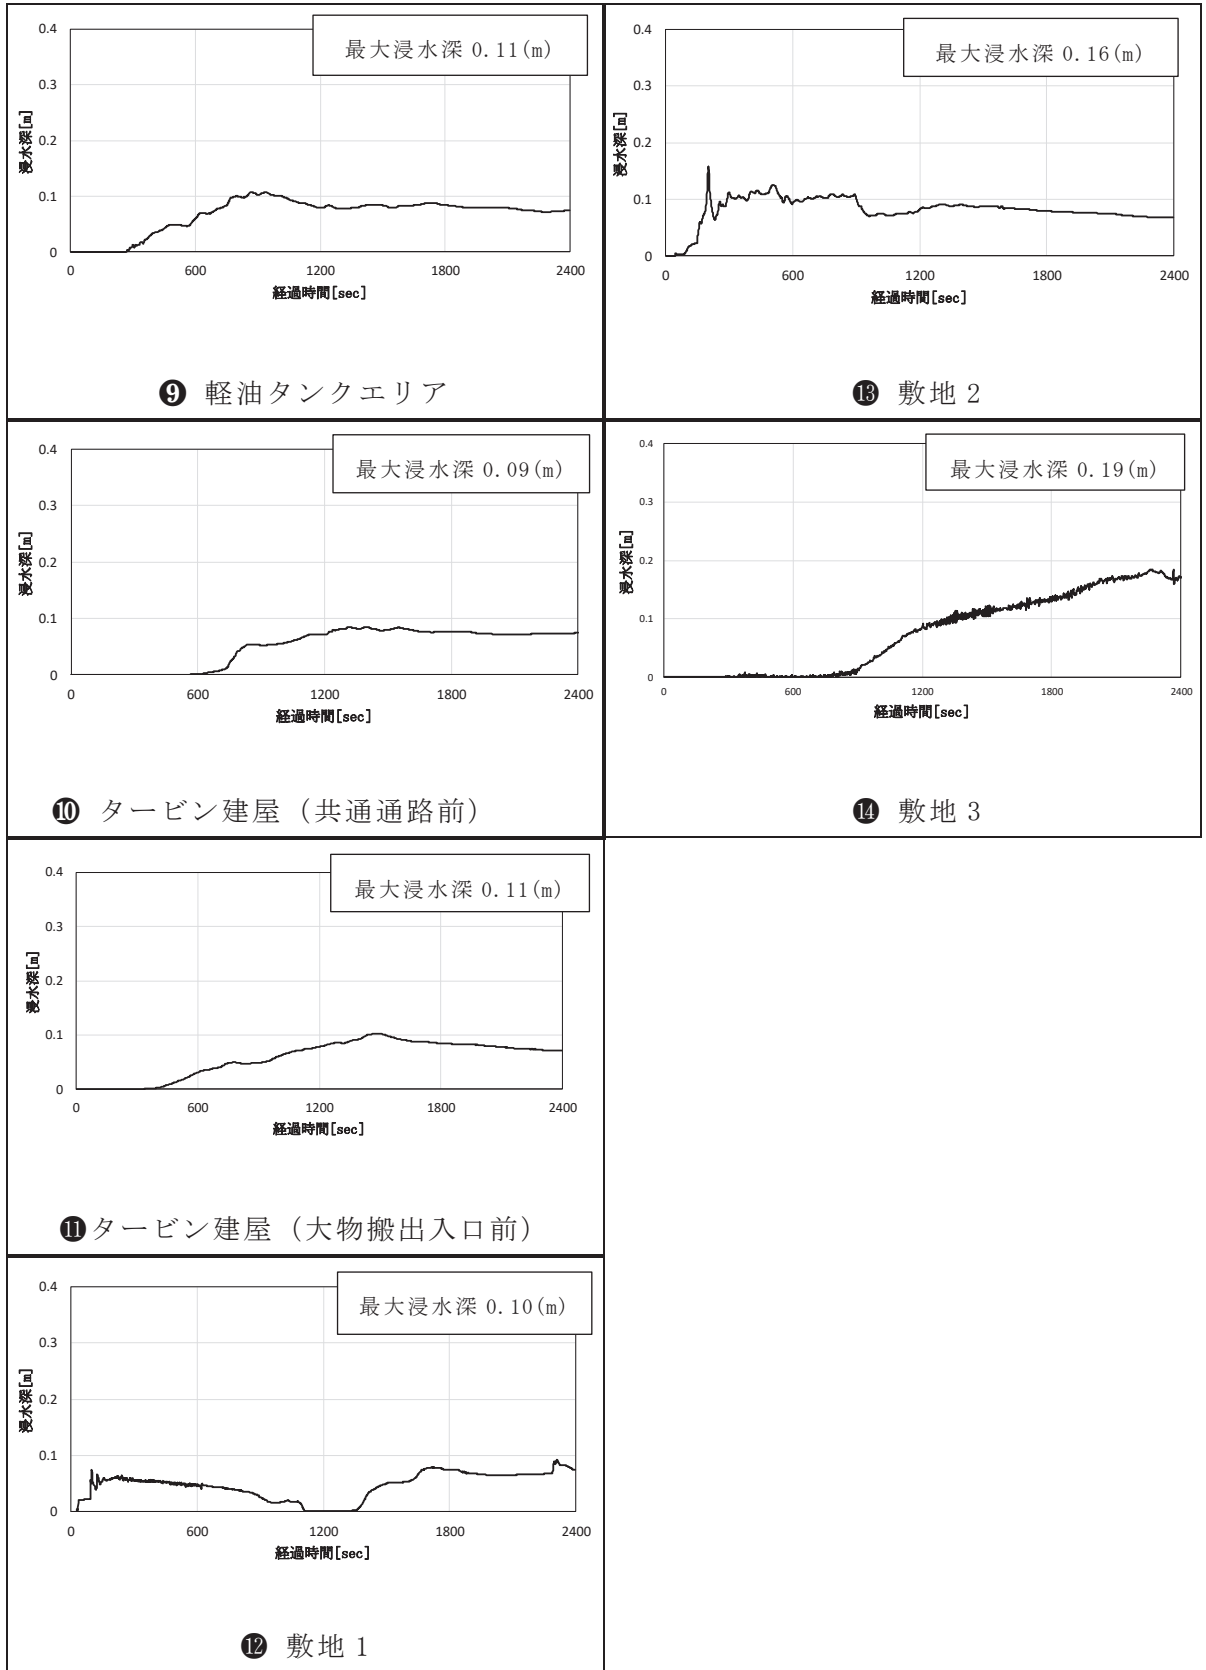 最大浸水深 0.11(m)
0.4
0.3
0.2
0.1
0
浸水深[m]
0
600
1200
1800
2400
経過時間[sec]
❾ 軽油タンクエリア
最大浸水深 0.16(m)
0.4
0.3
0.2
0.1
0
浸水深[m]
0
600
1200
1800
2400
経過時間[sec]
⓭ 敷地 2
最大浸水深 0.09(m)
0.4
0.3
0.2
0.1
0
浸水深[m]
0
600
1200
1800
2400
経過時間[sec]
❿ タービン建屋（共通通路前）
最大浸水深 0.19(m)
0.4
0.3
0.2
0.1
0
浸水深[m]
0
600
1200
1800
2400
経過時間[sec]
⓮ 敷地 3
最大浸水深 0.11(m)
0.4
0.3
0.2
0.1
0
浸水深[m]
0
600
1200
1800
2400
経過時間[sec]
⓫タービン建屋（大物搬出入口前）
最大浸水深 0.10(m)
0.4
0.3
0.2
0.1
0
浸水深[m]
0
600
1200
1800
2400
経過時間[sec]
⓬ 敷地 1